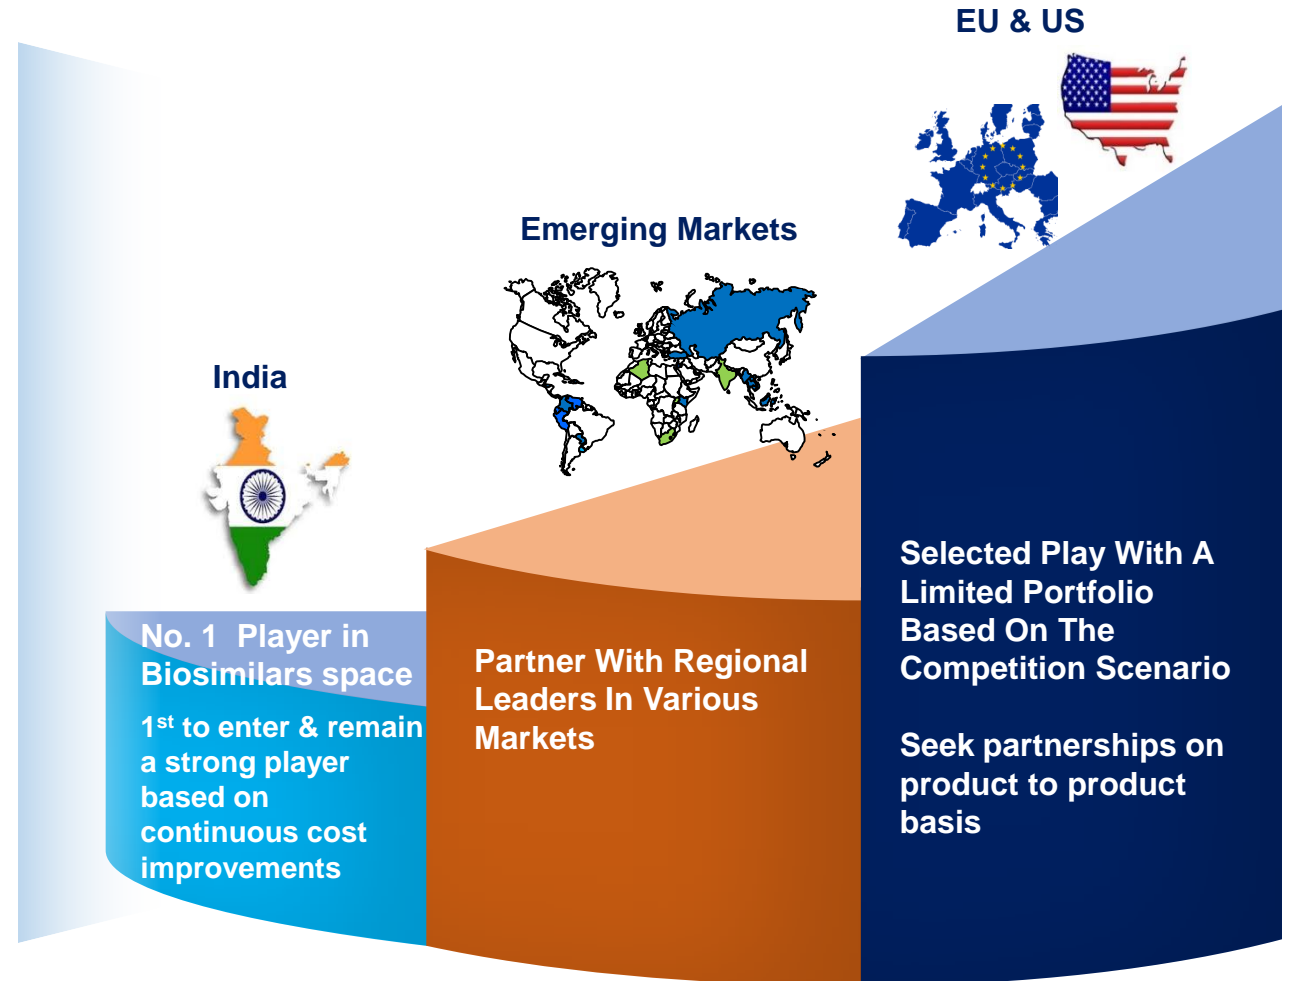 EU & US
Emerging Markets
India
No. 1 Player in
Biosimilars space
1st to enter & remain
a strong player
based on
continuous cost
improvements
Partner With Regional
Leaders In Various
Markets
Selected Play With A
Limited Portfolio
Based On The
Competition Scenario
Seek partnerships on
product to product
basis